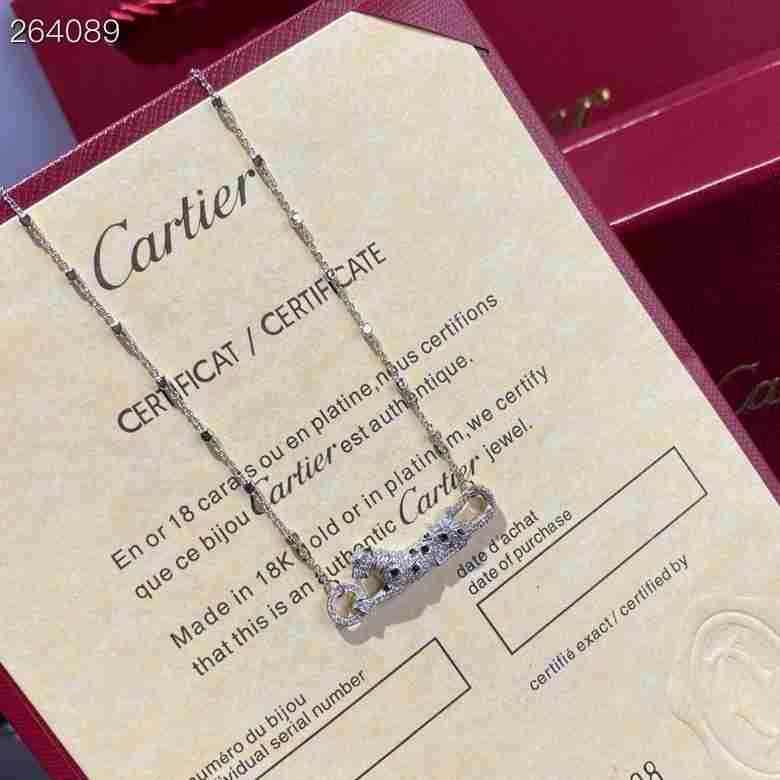 264089
Cartier
CERTIFICAT / CERTIFICATE
En or 18 carats ou en platine, nous certifions
que ce bijou Cartier est authentique.
Made in 18K gold or in platinum, we certify
that this is an authentic Cartier jewel.
date d'achat
date of purchase
certifié exact / certified by
numéro du bijou
individual serial number